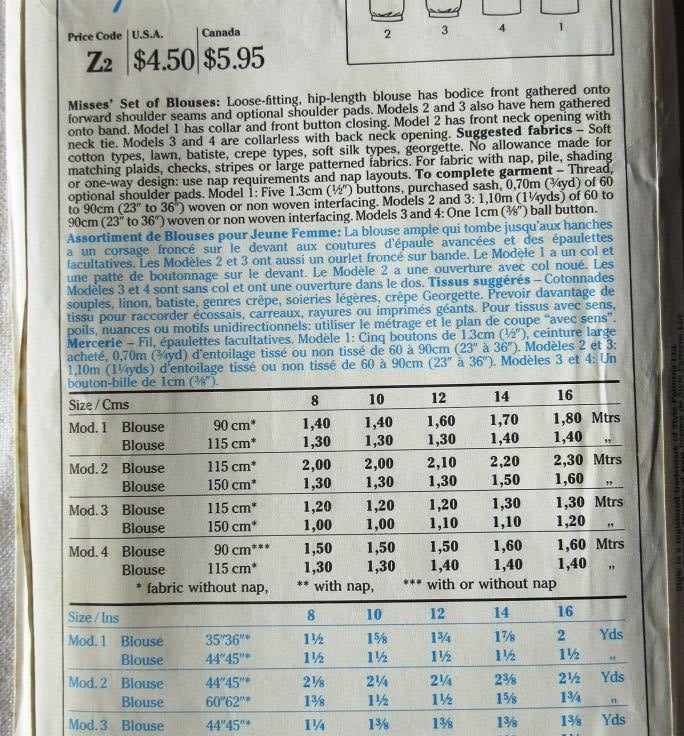 2 3 4 1
Price Code U.S.A. Canada
Z2 $4.50 $5.95
Misses' Set of Blouses: Loose-fitting, hip-length blouse has bodice front gathered onto
forward shoulder seams and optional shoulder pads. Models 2 and 3 also have hem gathered
onto band. Model 1 has collar and front button closing. Model 2 has front neck opening with
neck tie. Models 3 and 4 are collarless with back neck opening. Suggested fabrics – Soft
cotton types, lawn, batiste, crepe types, soft silk types, georgette. No allowance made for
matching plaids, checks, stripes or large patterned fabrics. For fabric with nap, pile, shading
or one-way design: use nap requirements and nap layouts. To complete garment – Thread,
optional shoulder pads. Model 1: Five 1.3cm (½") buttons, purchased sash, 0,70m (¾yd) of 60
to 90cm (23" to 36") woven or non woven interfacing. Models 2 and 3: 1,10m (1¼yds) of 60 to
90cm (23" to 36") woven or non woven interfacing. Models 3 and 4: One 1cm (⅜") ball button.
Assortiment de Blouses pour Jeune Femme: La blouse ample qui tombe jusqu'aux hanches
a un corsage froncé sur le devant aux coutures d'épaule avancées et des épaulettes
facultatives. Les Modèles 2 et 3 ont aussi un ourlet froncé sur bande. Le Modèle 1 a un col et
une patte de boutonnage sur le devant. Le Modèle 2 a une ouverture avec col noué. Les
Modèles 3 et 4 sont sans col et ont une ouverture dans le dos. Tissus suggérés – Cotonnades
souples, linon, batiste, genres crêpe, soieries légères, crêpe Georgette. Prevoir davantage de
tissu pour raccorder écossais, carreaux, rayures ou imprimés géants. Pour tissus avec sens,
poils, nuances ou motifs unidirectionnels: utiliser le métrage et le plan de coupe "avec sens".
Mercerie – Fil, épaulettes facultatives. Modèle 1: Cinq boutons de 1.3cm (½"), ceinture large
acheté, 0,70m (¾yd) d'entoilage tissé ou non tissé de 60 à 90cm (23" à 36"). Modèles 2 et 3:
1,10m (1¼yds) d'entoilage tissé ou non tissé de 60 à 90cm (23" à 36"). Modèles 3 et 4: Un
bouton-bille de 1cm (⅜").
Size / Cms 8 10 12 14 16
Mod. 1 Blouse 90 cm* 1,40 1,40 1,60 1,70 1,80 Mtrs
Blouse 115 cm* 1,30 1,30 1,30 1,40 1,40 ,,
Mod. 2 Blouse 115 cm* 2,00 2,00 2,10 2,20 2,30 Mtrs
Blouse 150 cm* 1,30 1,30 1,30 1,50 1,60 ,,
Mod. 3 Blouse 115 cm* 1,20 1,20 1,20 1,30 1,30 Mtrs
Blouse 150 cm* 1,00 1,00 1,10 1,10 1,20 ,,
Mod. 4 Blouse 90 cm*** 1,50 1,50 1,50 1,60 1,60 Mtrs
Blouse 115 cm* 1,30 1,30 1,40 1,40 1,40 ,,
* fabric without nap, ** with nap, *** with or without nap
Size / Ins 8 10 12 14 16
Mod. 1 Blouse 35"36"* 1½ 1⅝ 1¾ 1⅞ 2 Yds
Blouse 44"45"* 1½ 1½ 1½ 1½ 1½ ,,
Mod. 2 Blouse 44"45"* 2⅛ 2¼ 2¼ 2⅜ 2½ Yds
Blouse 60"62"* 1⅜ 1½ 1½ 1⅝ 1¾ ,,
Mod. 3 Blouse 44"45"* 1¼ 1⅜ 1⅜ 1⅜ 1⅜ Yds